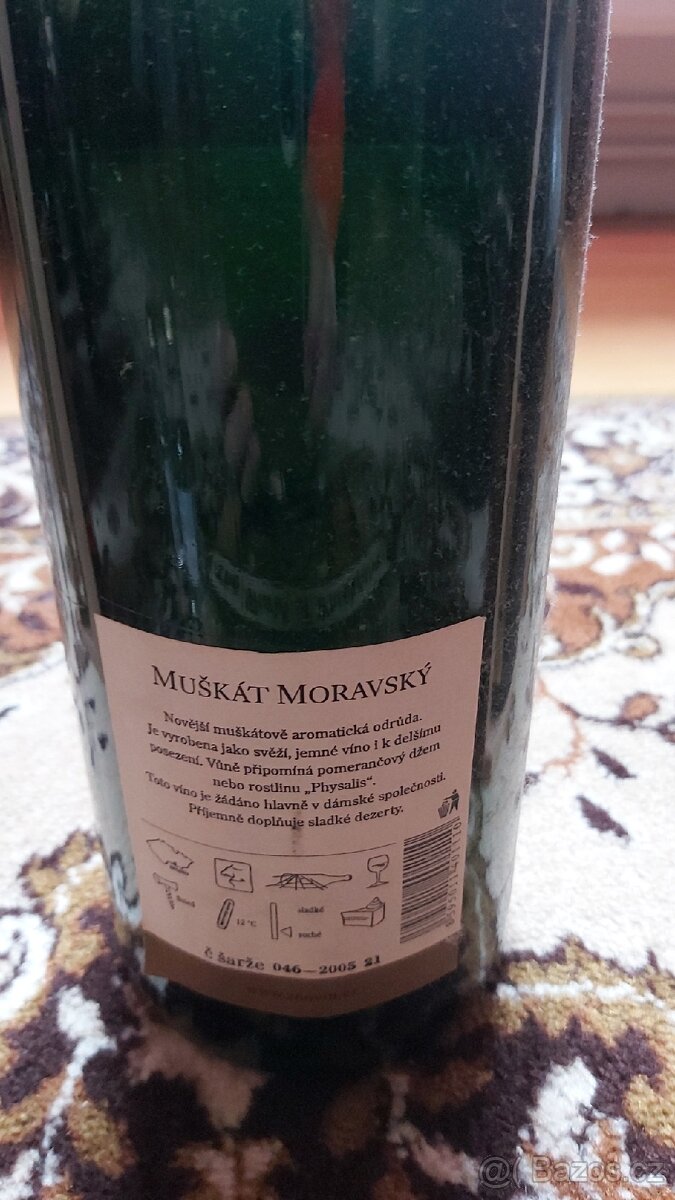 MUŠKÁT MORAVSKÝ
Novější muškátově aromatická odrůda.
Je vyrobena jako svěží, jemné víno i k delšímu
posezení. Vůně připomíná pomerančový džem
nebo rostlinu „Physalis“.
Toto víno je žádáno hlavně v dámské společnosti.
Příjemně doplňuje sladké dezerty.
12 °C
sladké
suché
č šarže 046-2005 21
Bazos.cz